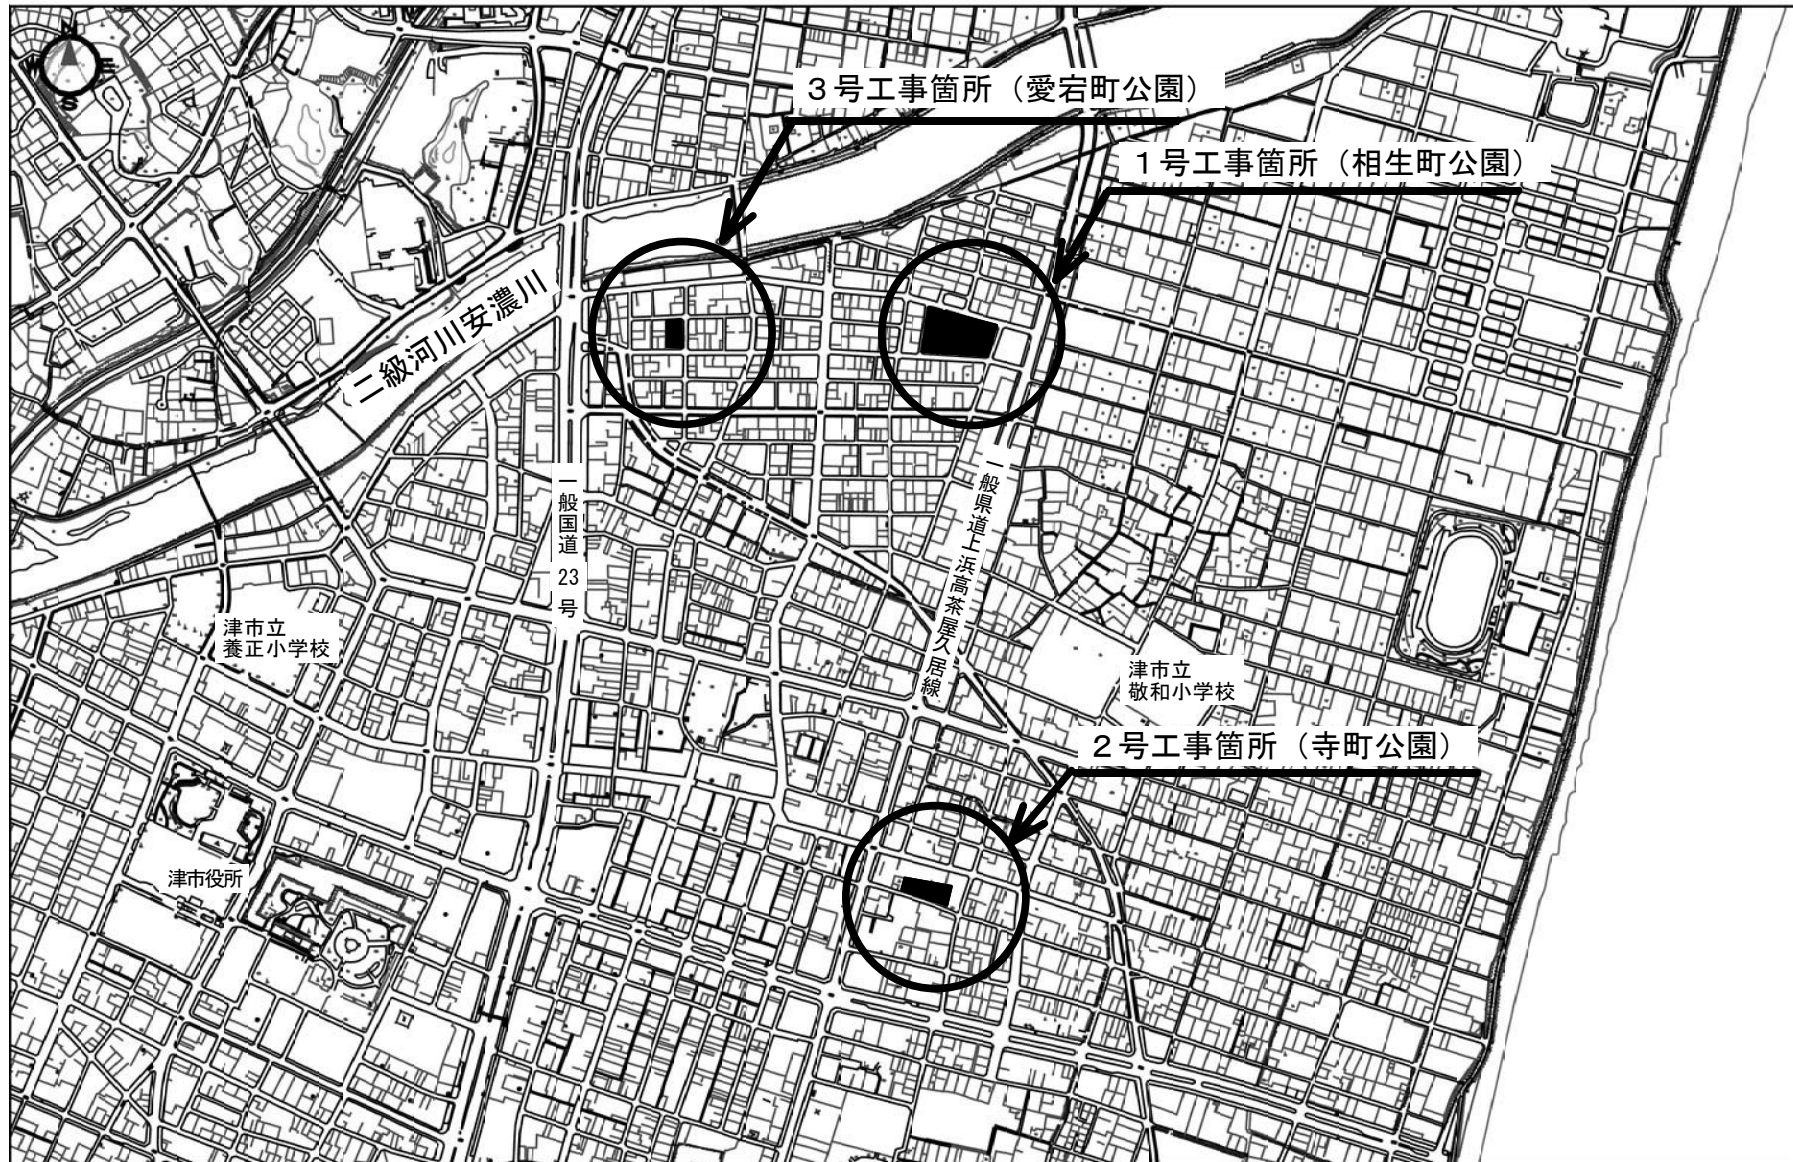 N
W
E
S
3号工事箇所（愛宕町公園）
1号工事箇所（相生町公園）
二級河川安濃川
一般国道23号
一般県道上浜高茶屋久居線
津市立
養正小学校
津市立
敬和小学校
2号工事箇所（寺町公園）
津市役所